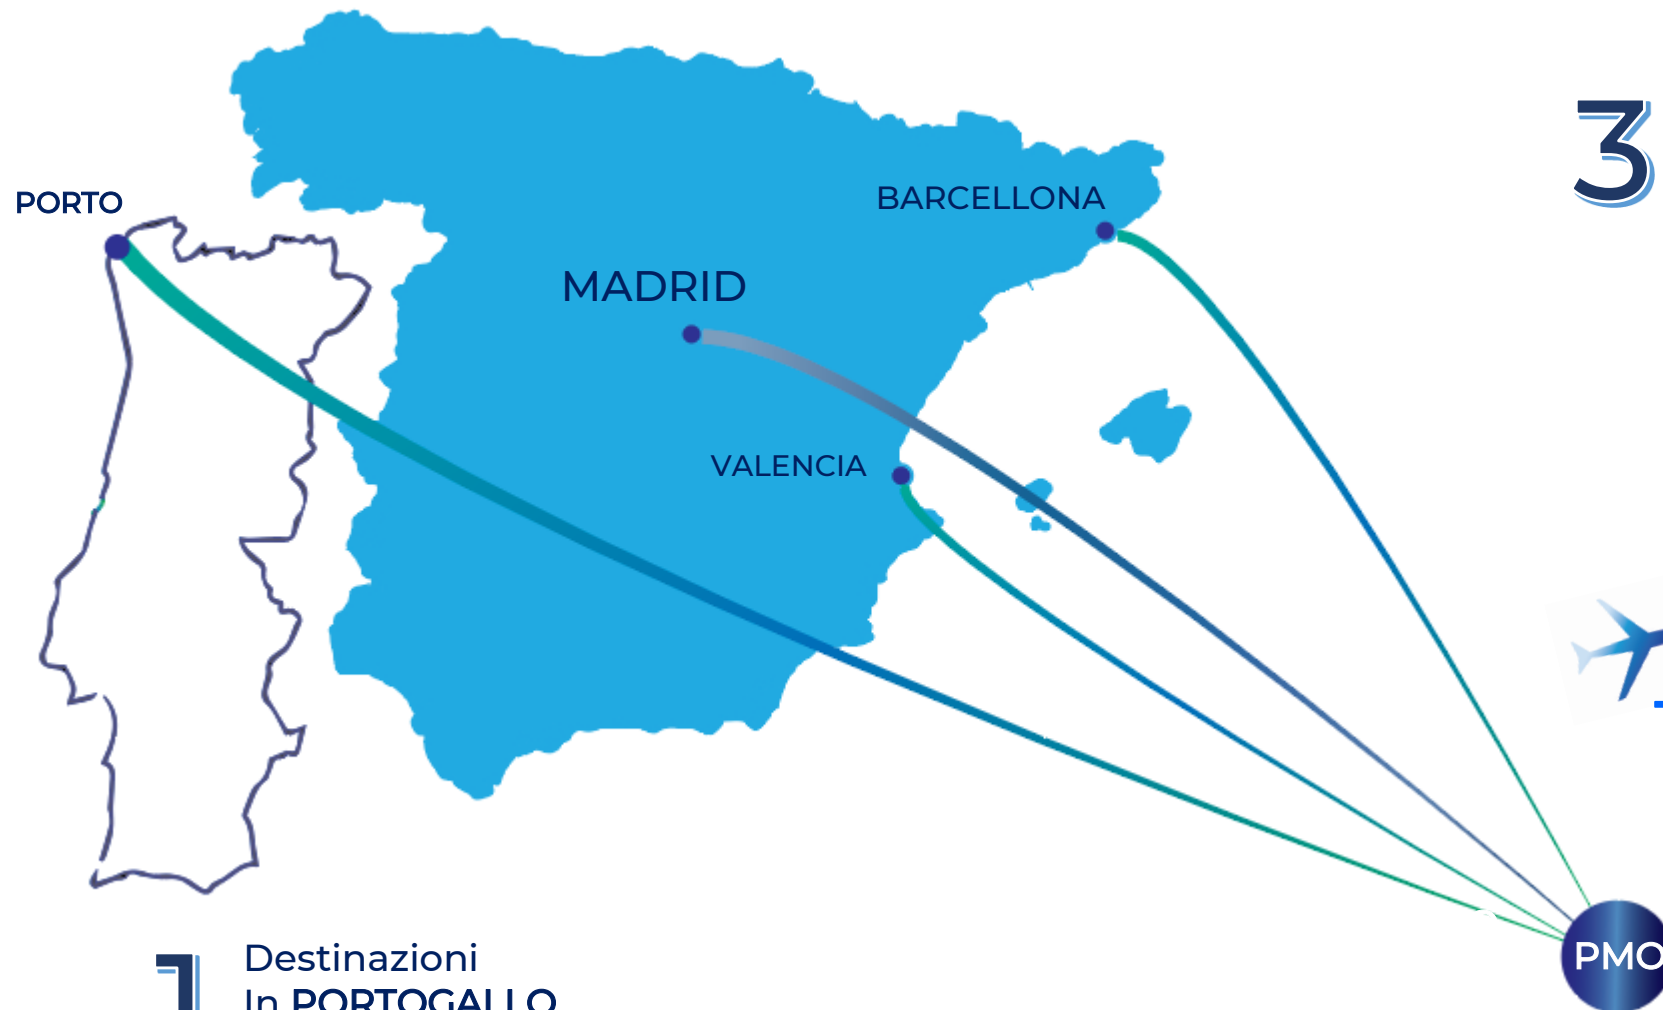 3
PORTO
BARCELLONA
MADRID
VALENCIA
PMO
1
Destinazioni
In PORTOGALLO